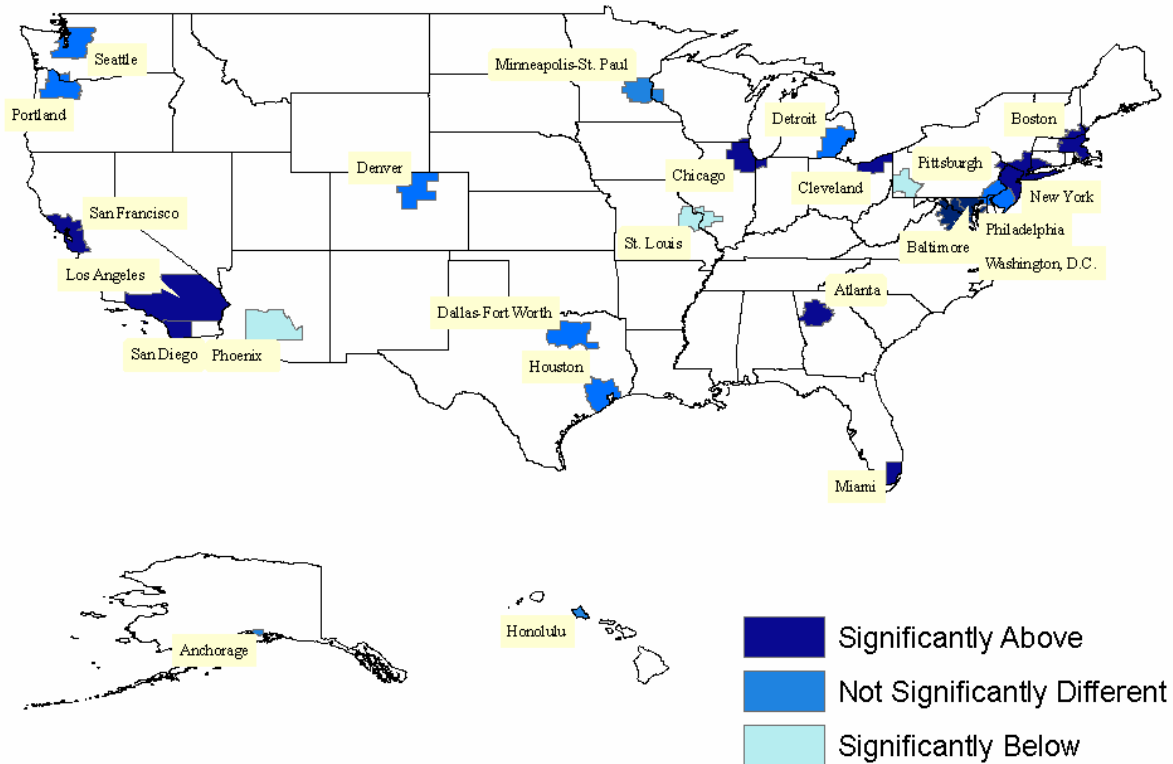 Seattle
Minneapolis-St. Paul
Portland
Detroit
Boston
Denver
Pittsburgh
Chicago
Cleveland
New York
San Francisco
Philadelphia
St. Louis
Baltimore
Washington, D.C.
Los Angeles
Atlanta
Dallas-Fort Worth
San Diego
Phoenix
Houston
Miami
Anchorage
Honolulu
Significantly Above
Not Significantly Different
Significantly Below